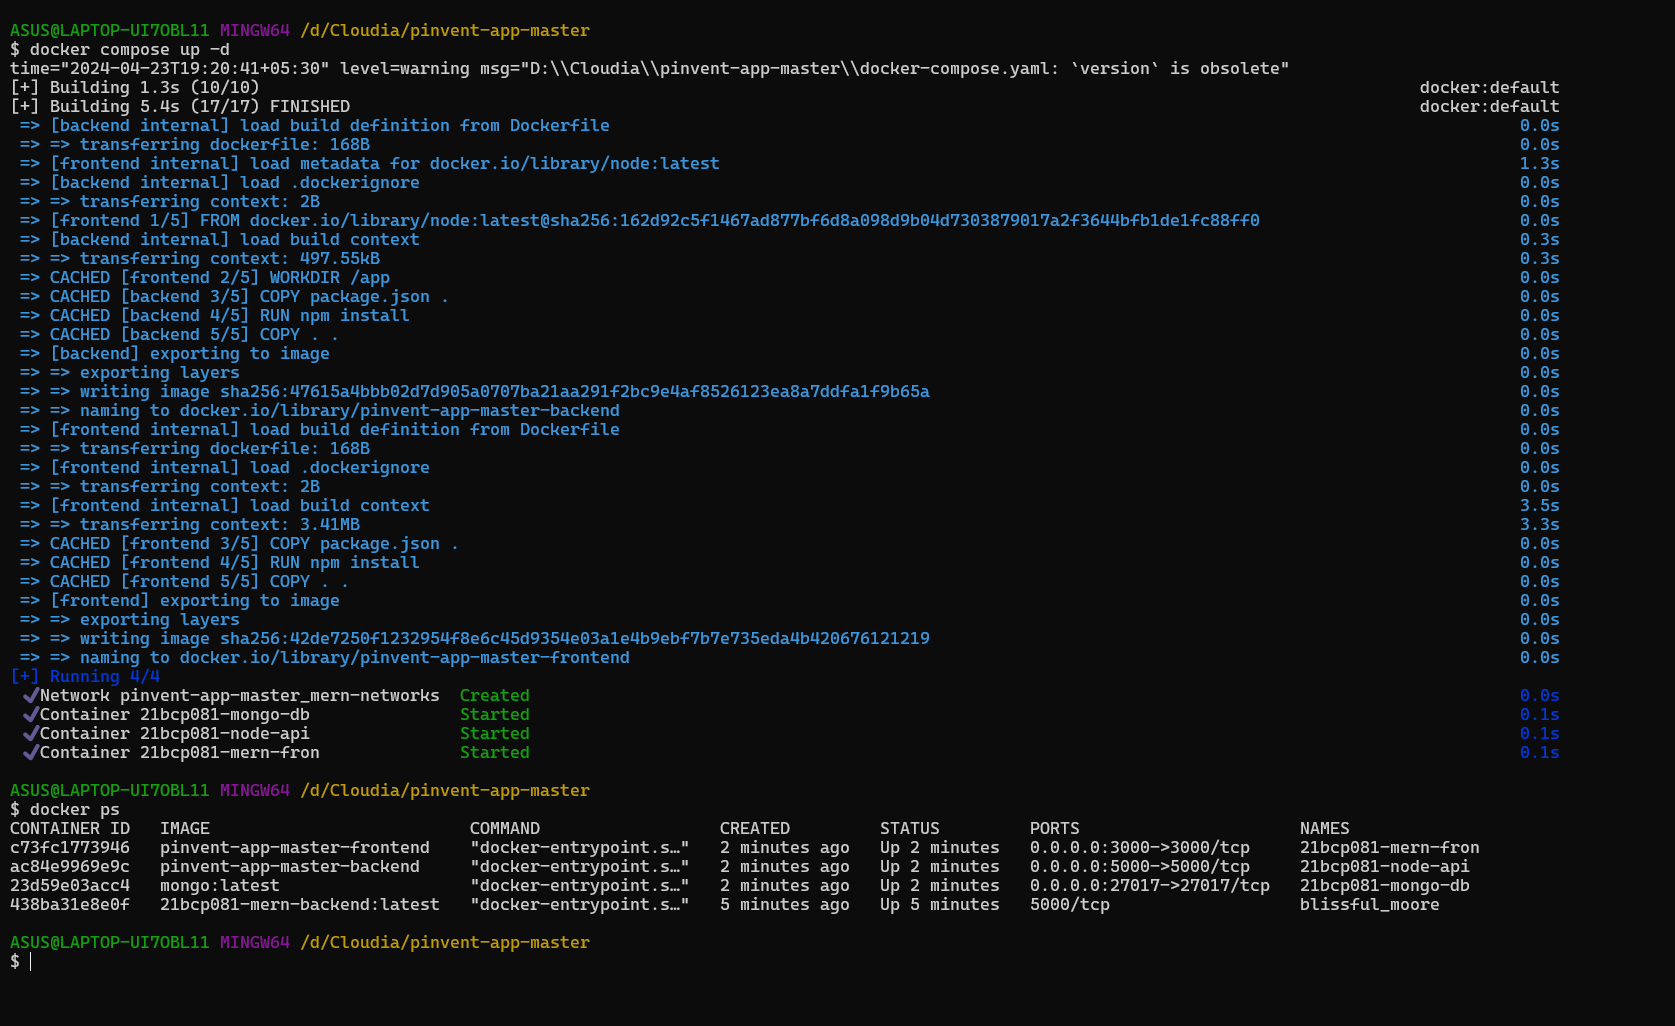 ASUS@LAPTOP-UI7OBL11 MINGW64 /d/Cloudia/pinvent-app-master
$ docker compose up -d
time="2024-04-23T19:20:41+05:30" level=warning msg="D:\\Cloudia\\pinvent-app-master\\docker-compose.yaml: `version` is obsolete"
[+] Building 1.3s (10/10) docker:default
[+] Building 5.4s (17/17) FINISHED docker:default
=> [backend internal] load build definition from Dockerfile 0.0s
=> => transferring dockerfile: 168B 0.0s
=> [frontend internal] load metadata for docker.io/library/node:latest 1.3s
=> [backend internal] load .dockerignore 0.0s
=> => transferring context: 2B 0.0s
=> [frontend 1/5] FROM docker.io/library/node:latest@sha256:162d92c5f1467ad877bf6d8a098d9b04d7303879017a2f3644bfb1de1fc88ff0 0.0s
=> [backend internal] load build context 0.3s
=> => transferring context: 497.55kB 0.3s
=> CACHED [frontend 2/5] WORKDIR /app 0.0s
=> CACHED [backend 3/5] COPY package.json . 0.0s
=> CACHED [backend 4/5] RUN npm install 0.0s
=> CACHED [backend 5/5] COPY . . 0.0s
=> [backend] exporting to image 0.0s
=> => exporting layers 0.0s
=> => writing image sha256:47615a4bbb02d7d905a0707ba21aa291f2bc9e4af8526123ea8a7ddfa1f9b65a 0.0s
=> => naming to docker.io/library/pinvent-app-master-backend 0.0s
=> [frontend internal] load build definition from Dockerfile 0.0s
=> => transferring dockerfile: 168B 0.0s
=> [frontend internal] load .dockerignore 0.0s
=> => transferring context: 2B 0.0s
=> [frontend internal] load build context 3.5s
=> => transferring context: 3.41MB 3.3s
=> CACHED [frontend 3/5] COPY package.json . 0.0s
=> CACHED [frontend 4/5] RUN npm install 0.0s
=> CACHED [frontend 5/5] COPY . . 0.0s
=> [frontend] exporting to image 0.0s
=> => exporting layers 0.0s
=> => writing image sha256:42de7250f1232954f8e6c45d9354e03a1e4b9ebf7b7e735eda4b420676121219 0.0s
=> => naming to docker.io/library/pinvent-app-master-frontend 0.0s
[+] Running 4/4
✔Network pinvent-app-master_mern-networks Created 0.0s
✔Container 21bcp081-mongo-db Started 0.1s
✔Container 21bcp081-node-api Started 0.1s
✔Container 21bcp081-mern-fron Started 0.1s
ASUS@LAPTOP-UI7OBL11 MINGW64 /d/Cloudia/pinvent-app-master
$ docker ps
CONTAINER ID IMAGE COMMAND CREATED STATUS PORTS NAMES
c73fc1773946 pinvent-app-master-frontend "docker-entrypoint.s…" 2 minutes ago Up 2 minutes 0.0.0.0:3000->3000/tcp 21bcp081-mern-fron
ac84e9969e9c pinvent-app-master-backend "docker-entrypoint.s…" 2 minutes ago Up 2 minutes 0.0.0.0:5000->5000/tcp 21bcp081-node-api
23d59e03acc4 mongo:latest "docker-entrypoint.s…" 2 minutes ago Up 2 minutes 0.0.0.0:27017->27017/tcp 21bcp081-mongo-db
438ba31e8e0f 21bcp081-mern-backend:latest "docker-entrypoint.s…" 5 minutes ago Up 5 minutes 5000/tcp blissful_moore
ASUS@LAPTOP-UI7OBL11 MINGW64 /d/Cloudia/pinvent-app-master
$